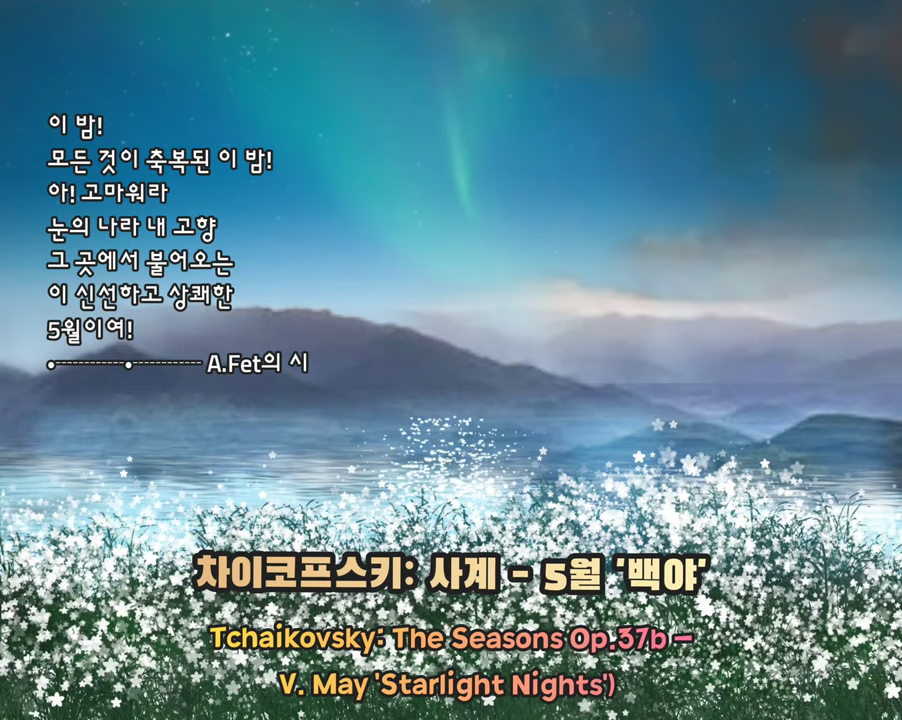 이 밤!
모든 것이 축복된 이 밤!
아! 고마워라
눈의 나라 내 고향
그 곳에서 불어오는
이 신선하고 상쾌한
5월이여!
•-----------•----------- A.Fet의 시
차이코프스키: 사계 - 5월 '백야'
Tchaikovsky: The Seasons Op.37b –
V. May 'Starlight Nights')